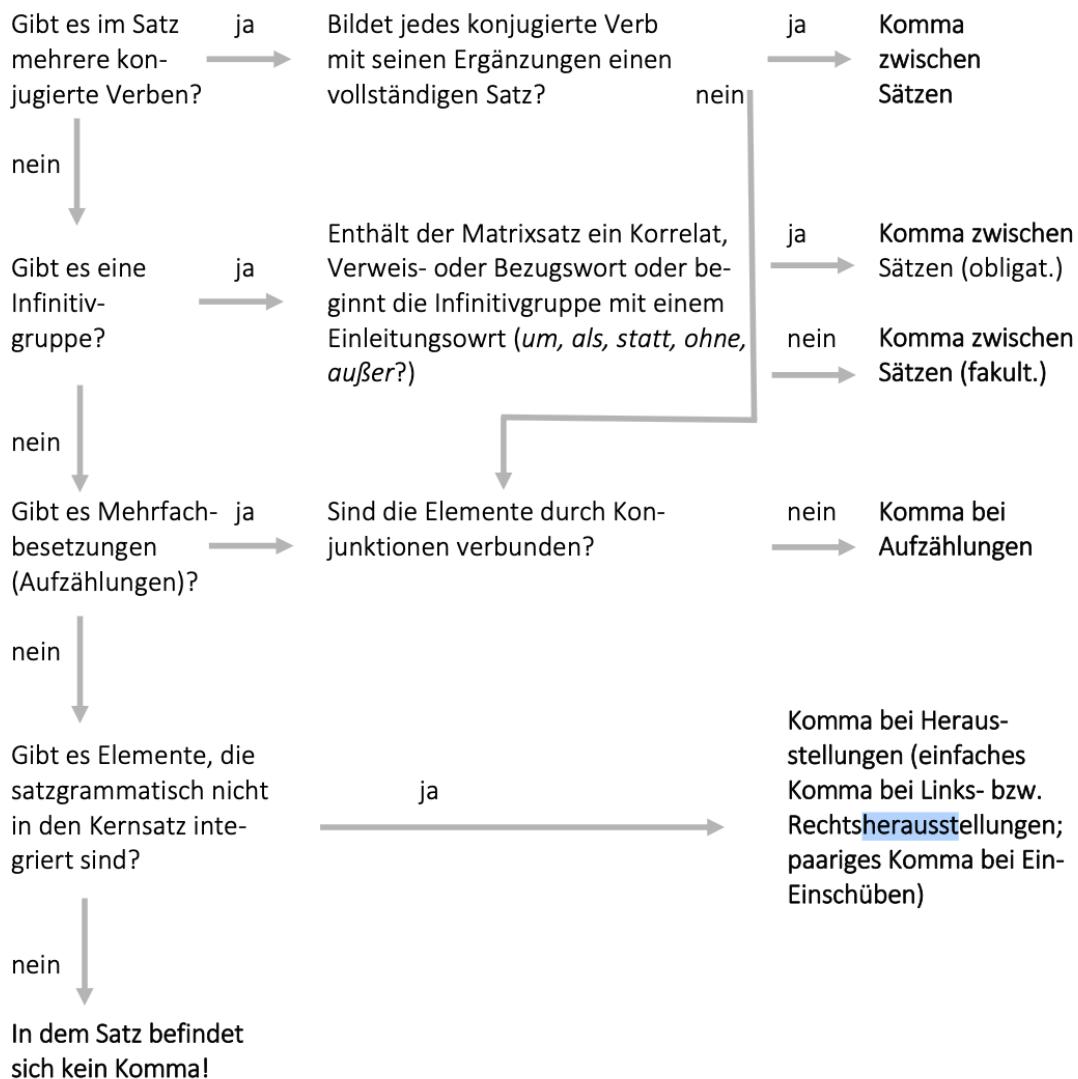 Gibt es im Satz
mehrere kon-
jugierte Verben?
ja
Bildet jedes konjugierte Verb
mit seinen Ergänzungen einen
vollständigen Satz?
nein
ja
Komma
zwischen
Sätzen
nein
Gibt es eine
Infinitiv-
gruppe?
ja
Enthält der Matrixsatz ein Korrelat,
Verweis- oder Bezugswort oder be-
ginnt die Infinitivgruppe mit einem
Einleitungsowrt (um, als, statt, ohne,
außer?)
ja
Komma zwischen
Sätzen (obligat.)
nein
Komma zwischen
Sätzen (fakult.)
nein
Gibt es Mehrfach-
besetzungen
(Aufzählungen)?
ja
Sind die Elemente durch Kon-
junktionen verbunden?
nein
Komma bei
Aufzählungen
nein
Gibt es Elemente, die
satzgrammatisch nicht
in den Kernsatz inte-
griert sind?
ja
Komma bei Heraus-
stellungen (einfaches
Komma bei Links- bzw.
Rechtsherausstellungen;
paariges Komma bei Ein-
Einschüben)
nein
In dem Satz befindet
sich kein Komma!